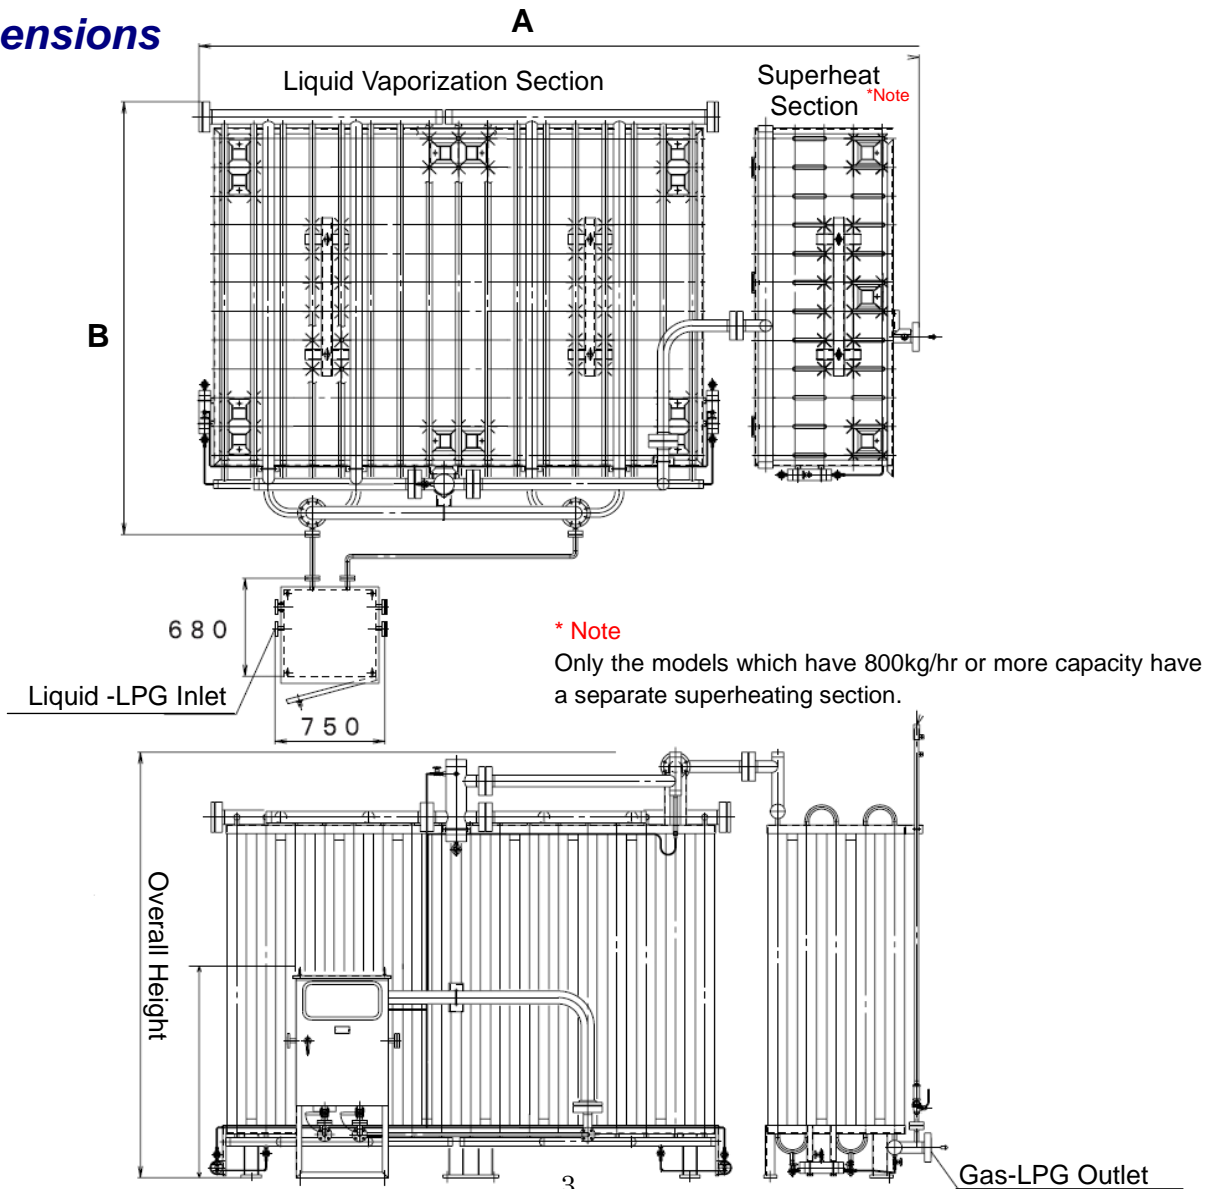 ensions
A
Liquid Vaporization Section
Superheat
Section *Note
B
680
* Note
Only the models which have 800kg/hr or more capacity have
a separate superheating section.
Liquid -LPG Inlet
750
Overall Height
Gas-LPG Outlet
3